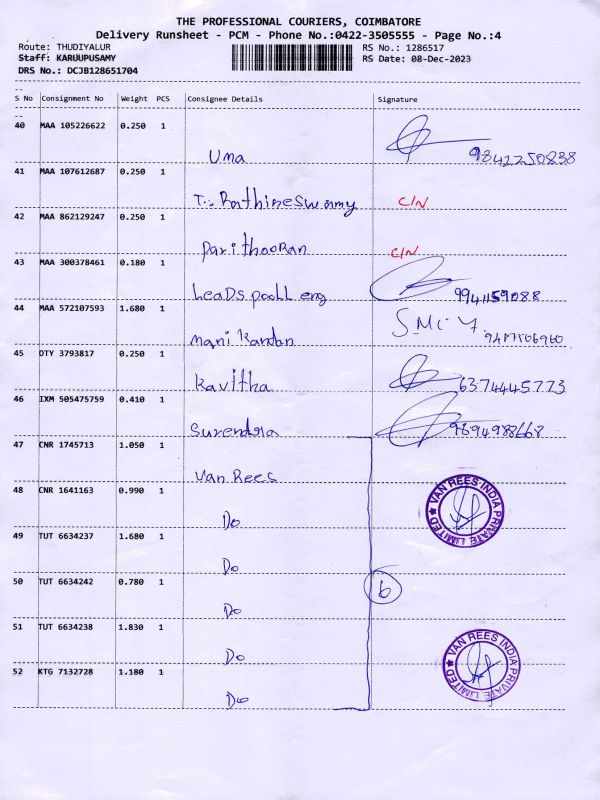 THE PROFESSIONAL COURIERS, COIMBATORE
Delivery Runsheet - PCM - Phone No.:0422-3505555 - Page No.:4
Route: THUDIYALUR
RS No.: 1286517
Staff: KARUUPUSAMY
RS Date: 08-Dec-2023
DRS No.: DCJB128651704
S No Consignment No Weight PCS Consignee Details Signature
40 MAA 105226622 0.250 1
Uma 9842250838
41 MAA 107612687 0.250 1
T. Rathineswamy C/N
42 MAA 862129247 0.250 1
Parithooran C/N
43 MAA 300378461 0.180 1
Leads pooll eng 9941159088
44 MAA 572107593 1.680 1
manikandan
45 OTY 3793817 0.250 1
Kavitha 6374445773
46 IXM 505475759 0.410 1
Surendra 9894988668
47 CNR 1745713 1.050 1
Van Rees
48 CNR 1641163 0.990 1
Do
VAN REES INDIA PRIVATE LIMITED
49 TUT 6634237 1.680 1
Do
50 TUT 6634242 0.780 1
Do
6
51 TUT 6634238 1.830 1
Do
VAN REES INDIA PRIVATE LIMITED
52 KTG 7132728 1.180 1
Do